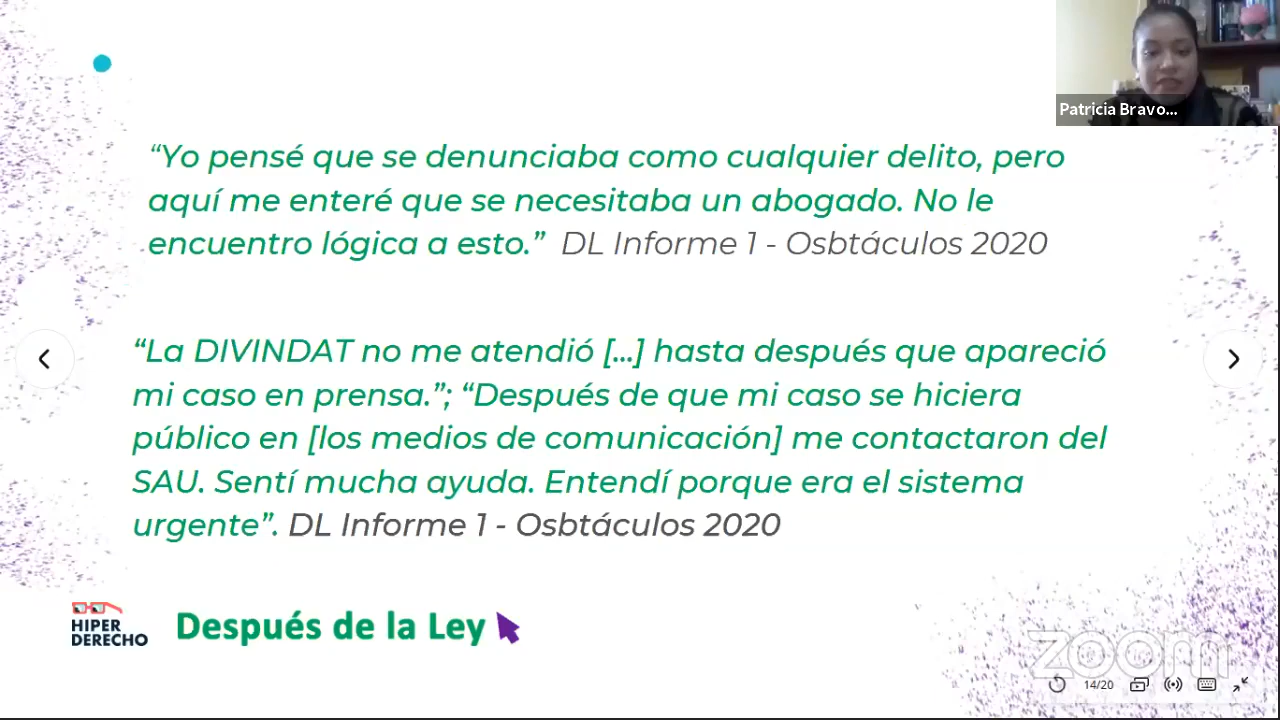 Patricia Bravo...
“Yo pensé que se denunciaba como cualquier delito, pero
aquí me enteré que se necesitaba un abogado. No le
encuentro lógica a esto.” DL Informe 1 - Osbtáculos 2020
“La DIVINDAT no me atendió [...] hasta después que apareció
mi caso en prensa.”; “Después de que mi caso se hiciera
público en [los medios de comunicación] me contactaron del
SAU. Sentí mucha ayuda. Entendí porque era el sistema
urgente”. DL Informe 1 - Osbtáculos 2020
HIPER
DERECHO
Después de la Ley
zoom
14/20